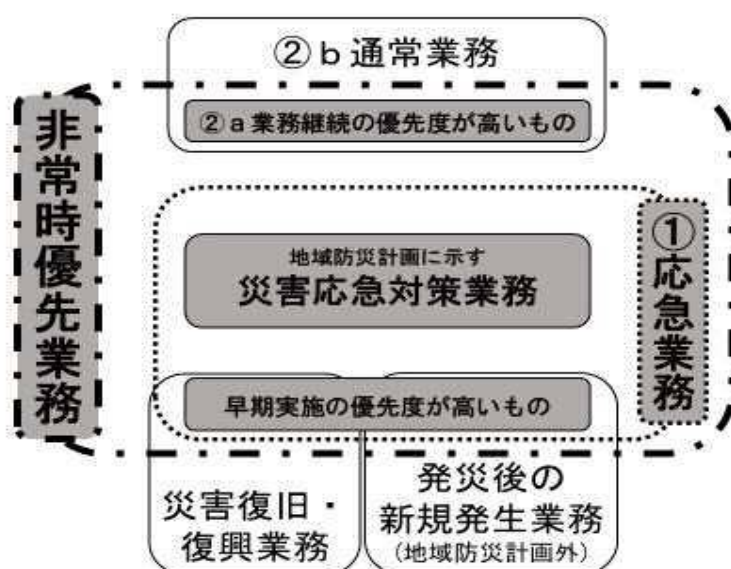 ②ｂ通常業務
②ａ業務継続の優先度が高いもの
非常時優先業務
地域防災計画に示す
災害応急対策業務
①応急業務
早期実施の優先度が高いもの
災害復旧・
復興業務
発災後の
新規発生業務
（地域防災計画外）